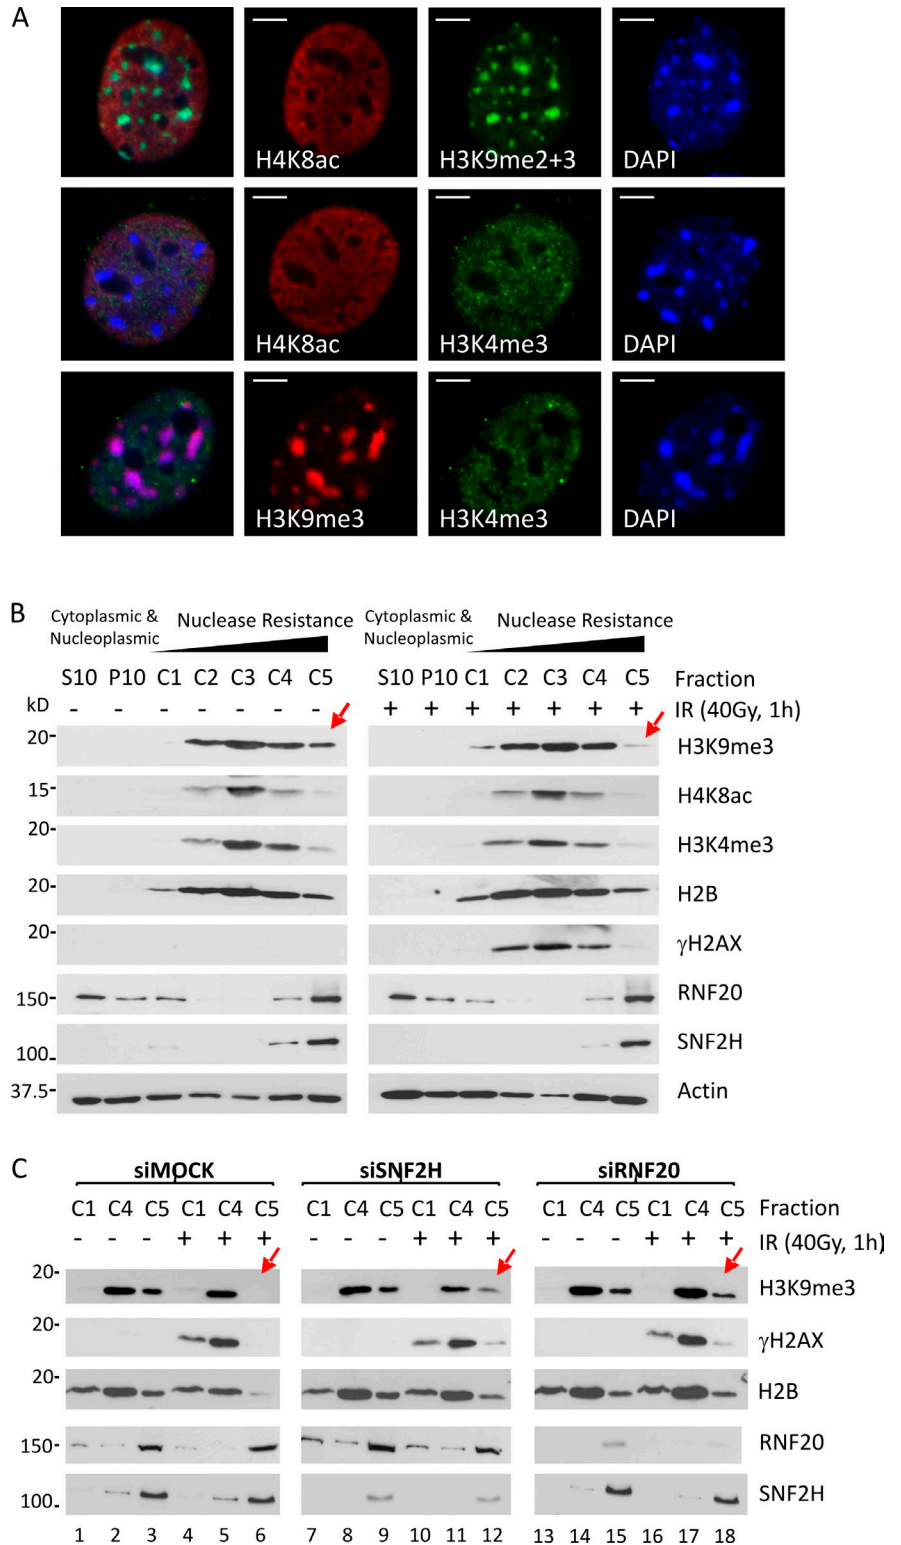 A
H4K8ac H3K9me2+3 DAPI
H4K8ac H3K4me3 DAPI
H3K9me3 H3K4me3 DAPI
B
Cytoplasmic & Nucleoplasmic Nuclease Resistance Cytoplasmic & Nucleoplasmic Nuclease Resistance
S10 P10 C1 C2 C3 C4 C5 S10 P10 C1 C2 C3 C4 C5 Fraction
kD - - - - - - - + + + + + + + IR (40Gy, 1h)
20- H3K9me3
15- H4K8ac
20- H3K4me3
20- H2B
20- γH2AX
150- RNF20
100- SNF2H
37.5- Actin
C
siMOCK siSNF2H siRNF20
C1 C4 C5 C1 C4 C5 C1 C4 C5 C1 C4 C5 C1 C4 C5 C1 C4 C5 Fraction
- - - + + + - - - + + + - - - + + + IR (40Gy, 1h)
20- H3K9me3
20- γH2AX
20- H2B
150- RNF20
100- SNF2H
1 2 3 4 5 6 7 8 9 10 11 12 13 14 15 16 17 18